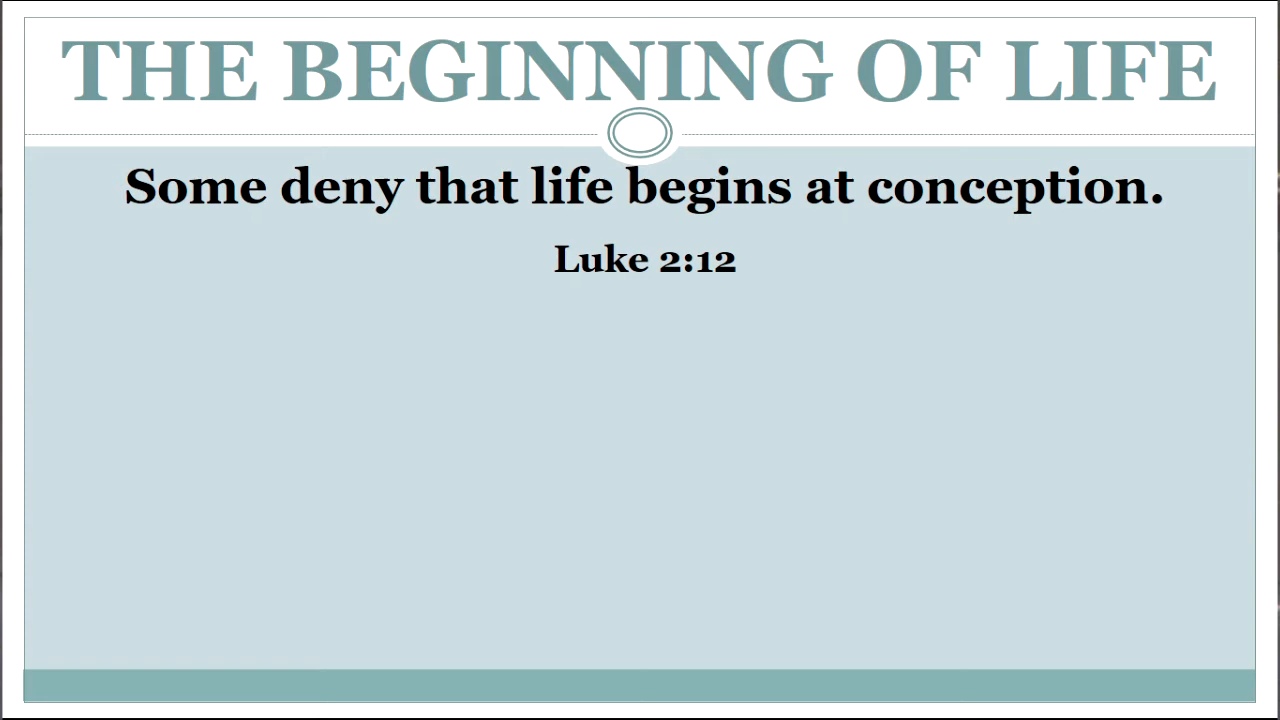 THE BEGINNING OF LIFE
Some deny that life begins at conception.
Luke 2:12